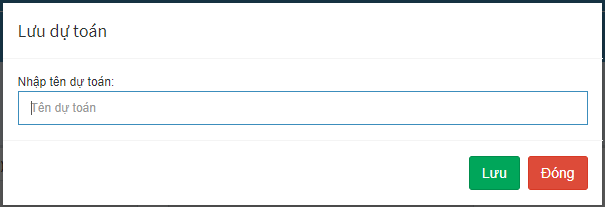 Lưu dự toán
Nhập tên dự toán:
Tên dự toán
Lưu
Đóng